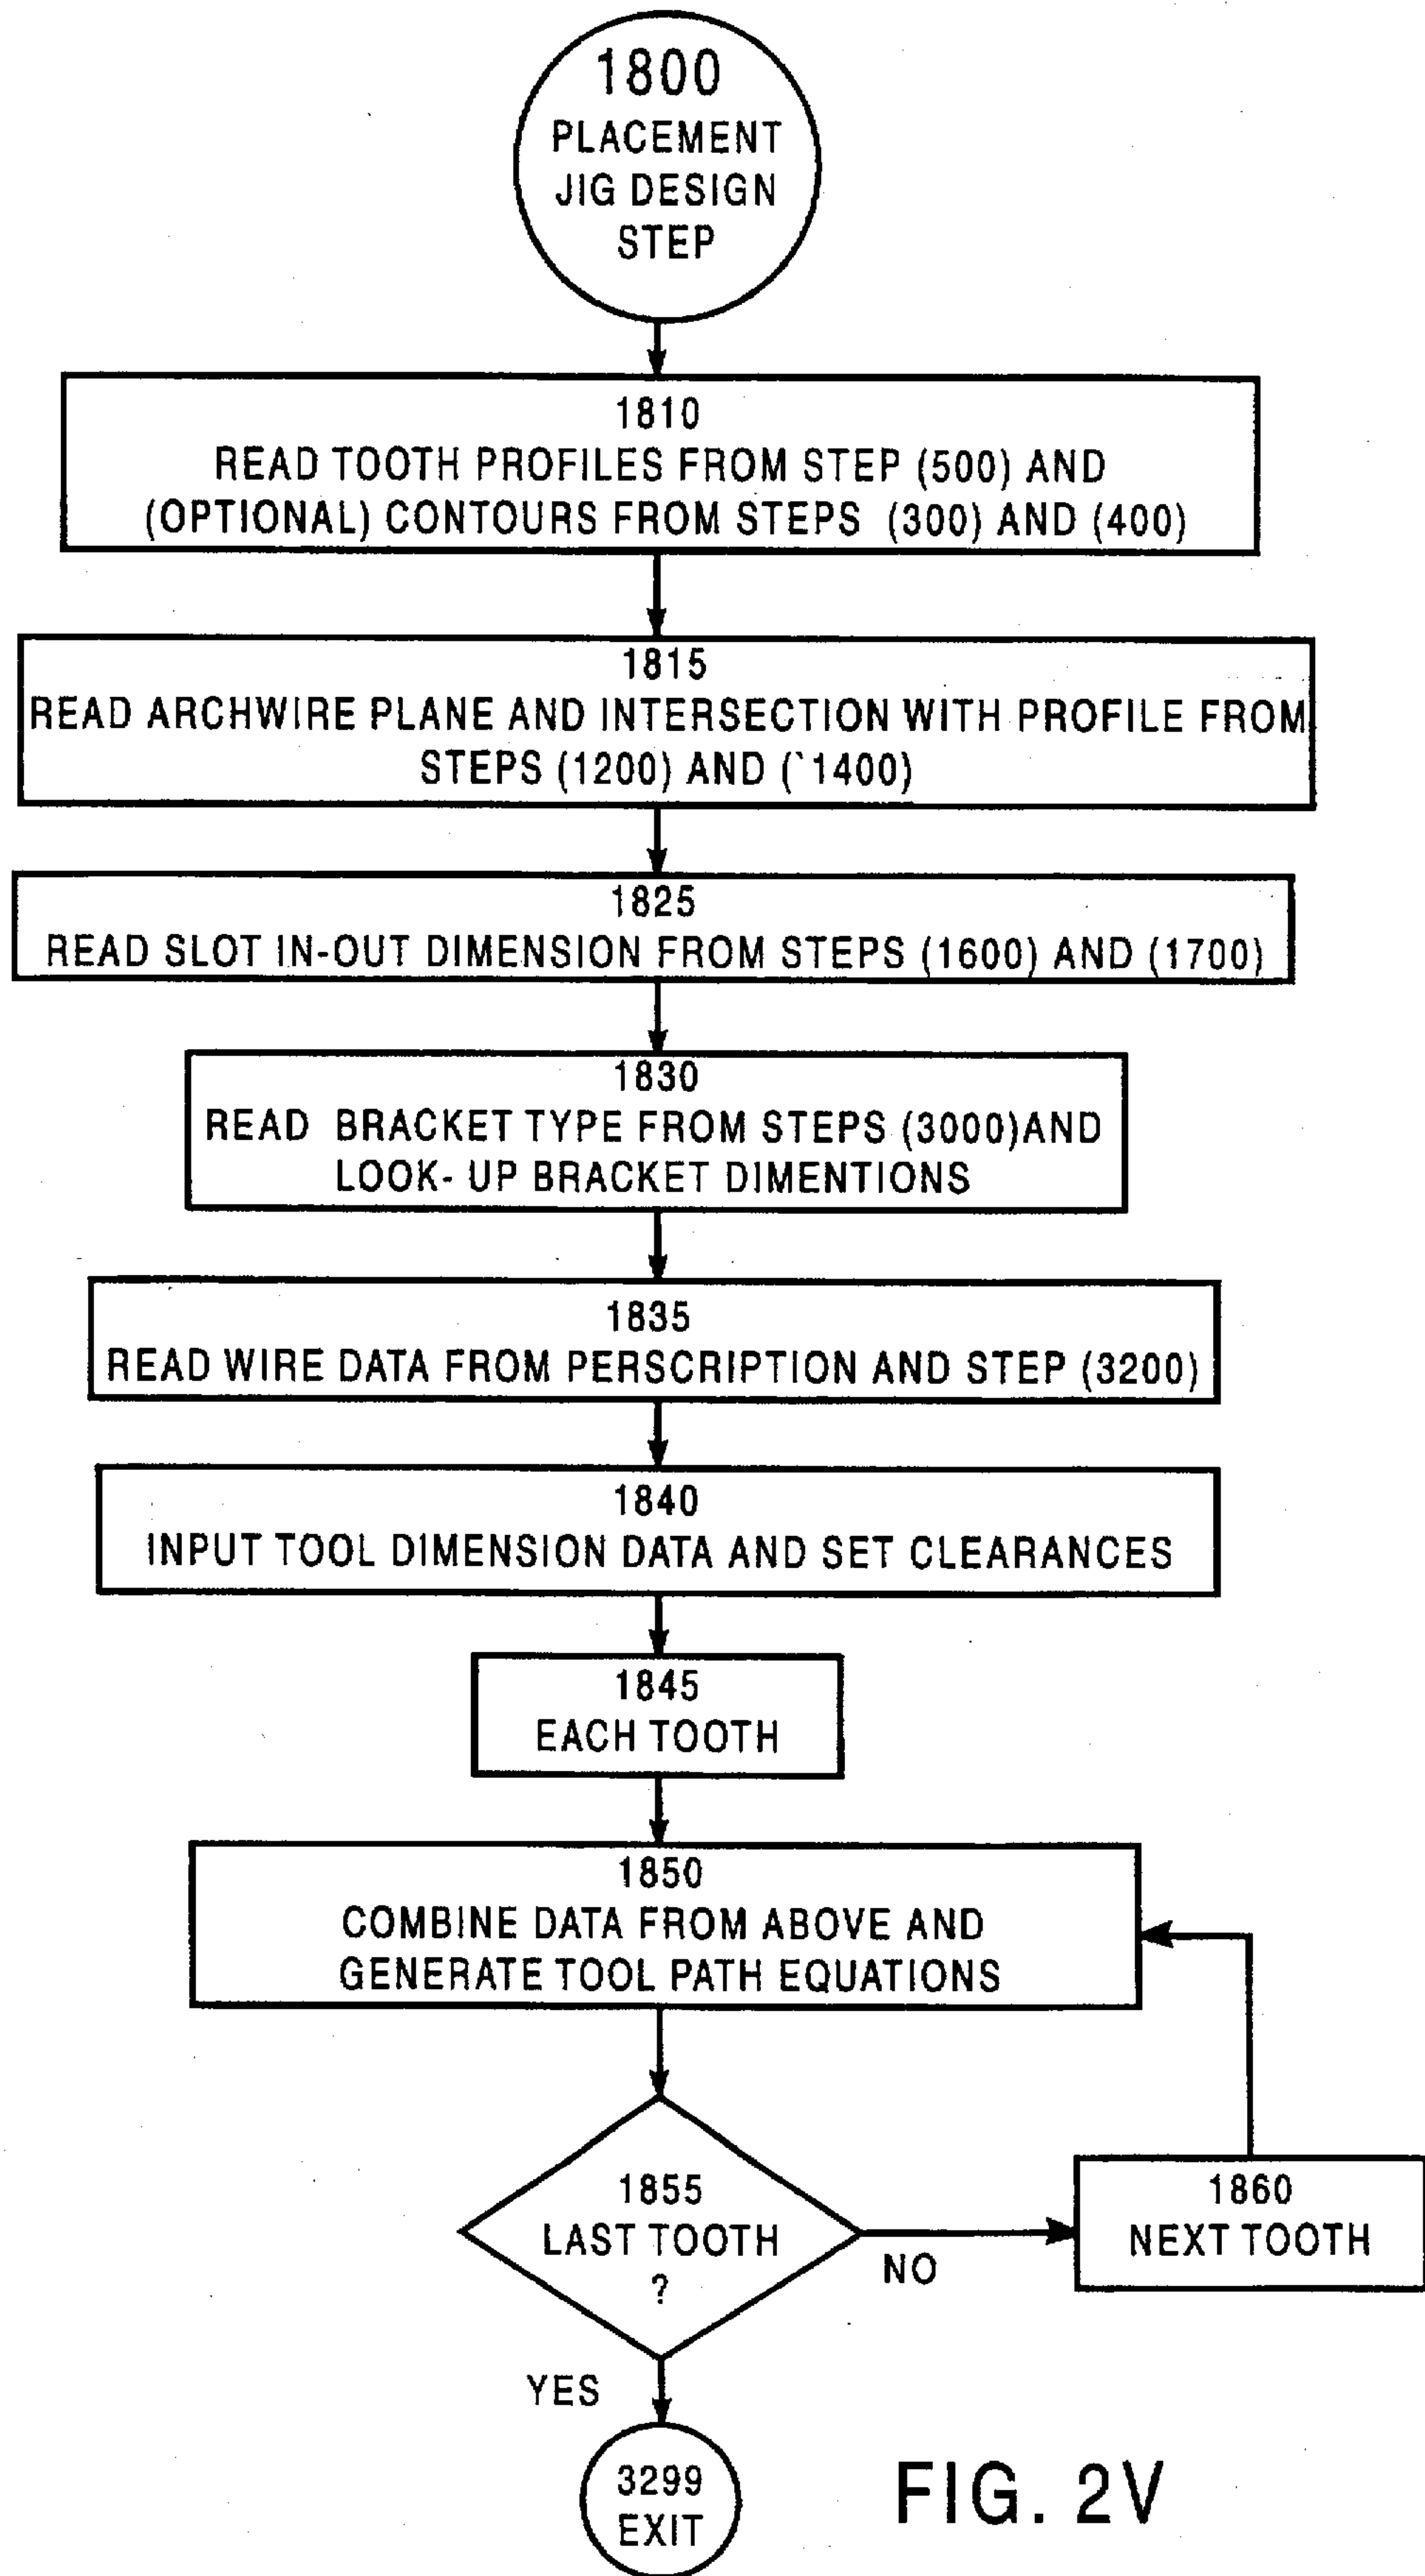 1800
PLACEMENT
JIG DESIGN
STEP
1810
READ TOOTH PROFILES FROM STEP (500) AND
(OPTIONAL) CONTOURS FROM STEPS (300) AND (400)
1815
READ ARCHWIRE PLANE AND INTERSECTION WITH PROFILE FROM
STEPS (1200) AND (`1400)
1825
READ SLOT IN-OUT DIMENSION FROM STEPS (1600) AND (1700)
1830
READ BRACKET TYPE FROM STEPS (3000)AND
LOOK- UP BRACKET DIMENTIONS
1835
READ WIRE DATA FROM PERSCRIPTION AND STEP (3200)
1840
INPUT TOOL DIMENSION DATA AND SET CLEARANCES
1845
EACH TOOTH
1850
COMBINE DATA FROM ABOVE AND
GENERATE TOOL PATH EQUATIONS
1855
LAST TOOTH
?
NO
1860
NEXT TOOTH
YES
3299
EXIT
FIG. 2V